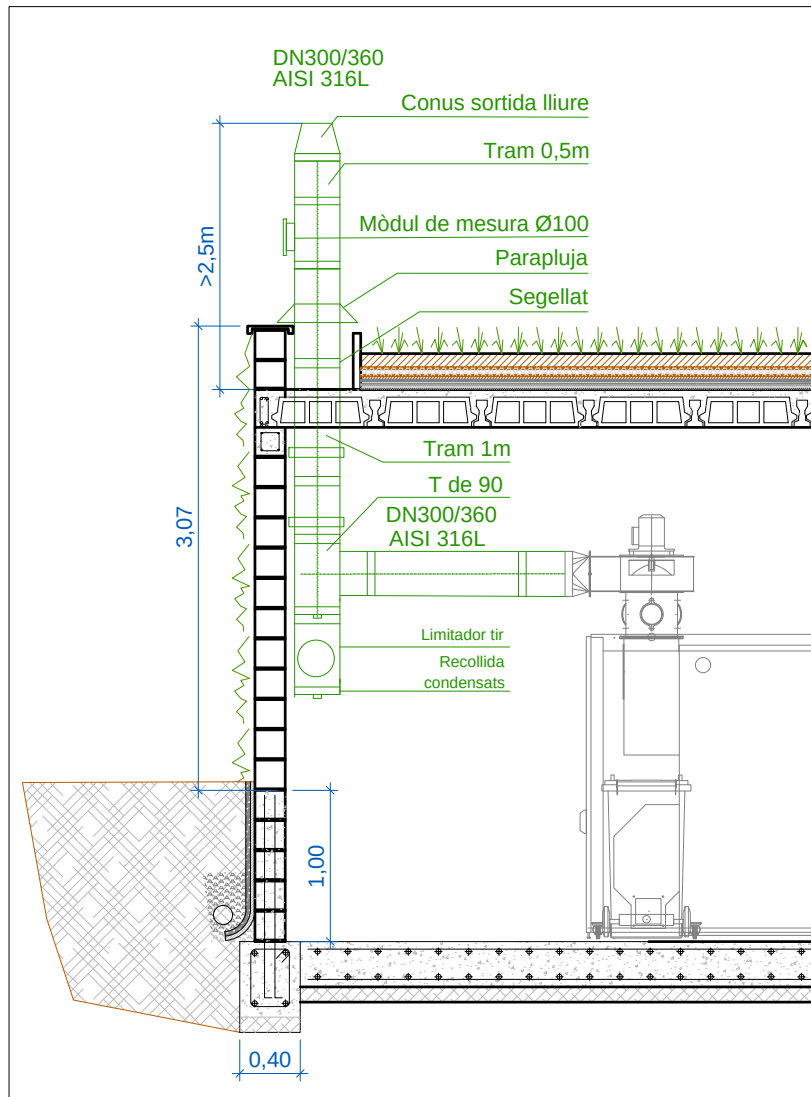 DN300/360
AISI 316L
Conus sortida lliure
Tram 0,5m
Mòdul de mesura Ø100
>2,5m
Parapluja
Segellat
Tram 1m
T de 90
DN300/360
AISI 316L
3,07
Limitador tir
Recollida
condensats
1,00
0,40